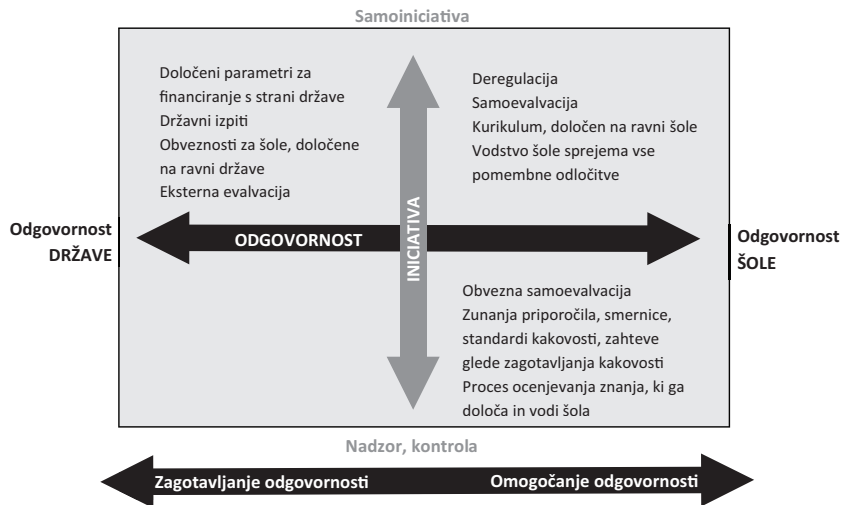 Samoiniciativa
Določeni parametri za
financiranje s strani države
Državni izpiti
Obveznosti za šole, določene
na ravni države
Eksterna evalvacija
Deregulacija
Samoevalvacija
Kurikulum, določen na ravni šole
Vodstvo šole sprejema vse
pomembne odločitve
Odgovornost
DRŽAVE
ODGOVORNOST
INICIATIVA
Odgovornost
ŠOLE
Obvezna samoevalvacija
Zunanja priporočila, smernice,
standardi kakovosti, zahteve
glede zagotavljanja kakovosti
Proces ocenjevanja znanja, ki ga
določa in vodi šola
Nadzor, kontrola
Zagotavljanje odgovornosti
Omogočanje odgovornosti